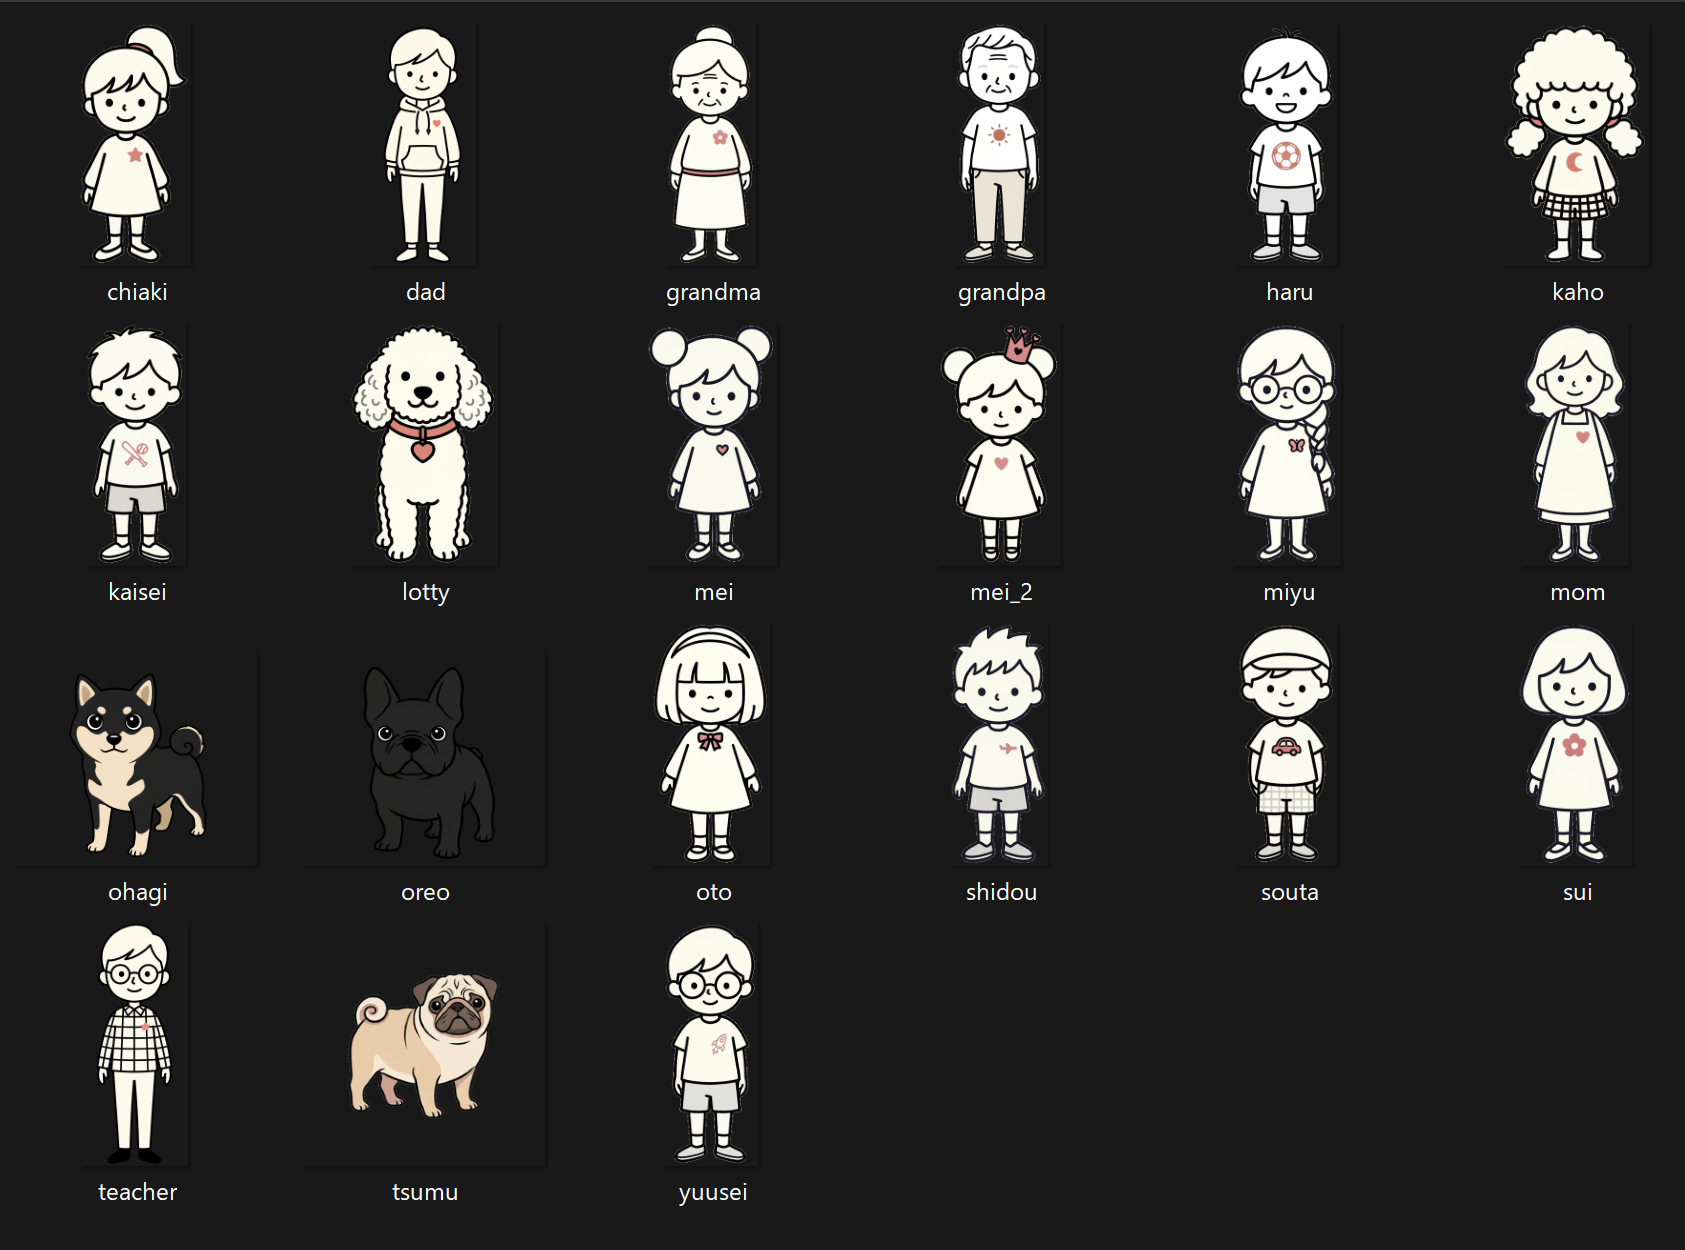 chiaki
dad
grandma
grandpa
haru
kaho
kaisei
lotty
mei
mei_2
miyu
mom
ohagi
oreo
oto
shidou
souta
sui
teacher
tsumu
yuusei